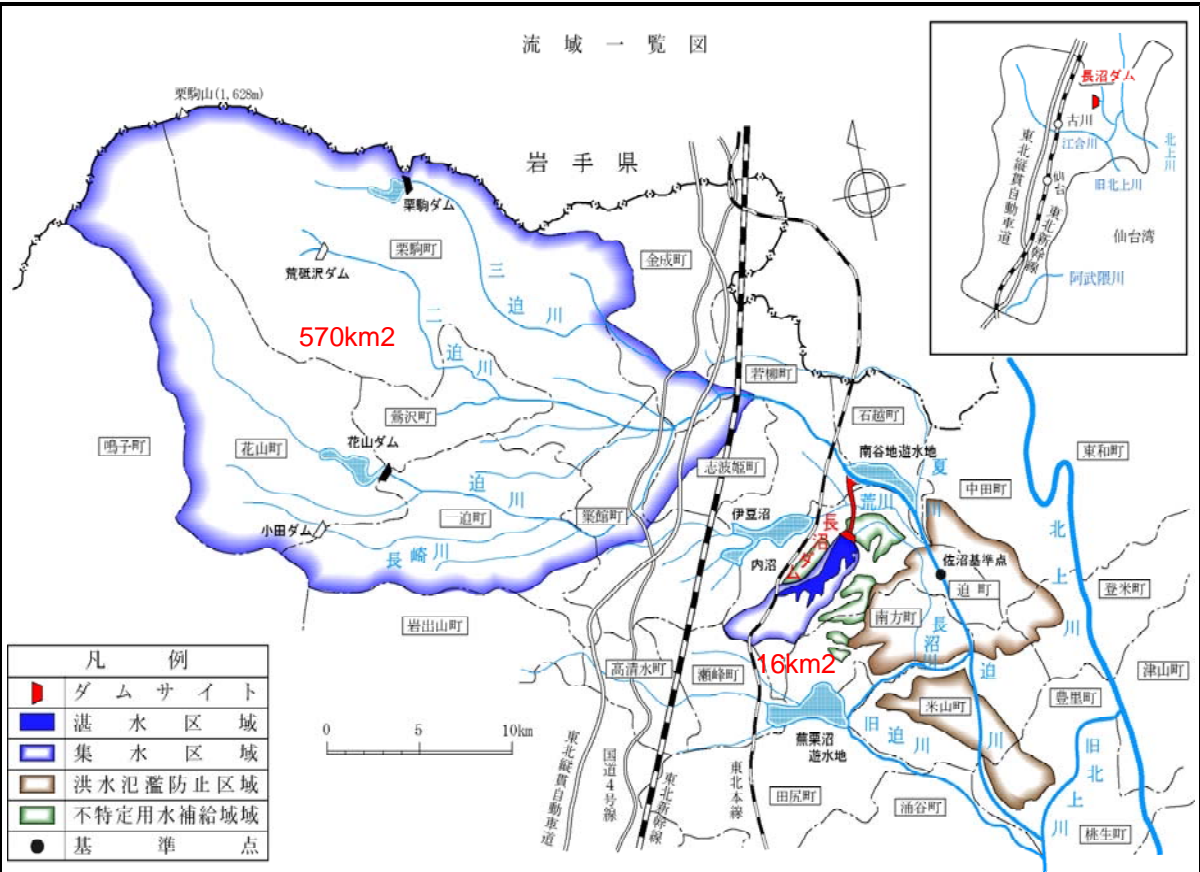 流域一覧図
栗駒山(1,628m)
岩手県
栗駒ダム
栗駒町
荒砥沢ダム
三迫川
金成町
570km2
二迫川
若柳町
石越町
鶯沢町
鳴子町
花山町
花山ダム
志波姫町
南谷地遊水地
夏川
東和町
中田町
迫川
荒川
一迫町
築館町
伊豆沼
長沼ダム
小田ダム
長崎川
内沼
佐沼基準点
迫町
北上川
登米町
岩出山町
南方町
長沼川
高清水町
瀬峰町
16km2
迫川
津山町
豊里町
米山町
旧迫川
蕪栗沼
遊水地
旧北上川
田尻町
涌谷町
桃生町
東北縦貫自動車道
国道4号線
東北新幹線
東北本線
0 5 10km
凡例
ダムサイト
湛水区域
集水区域
洪水氾濫防止区域
不特定用水補給域域
基準点
長沼ダム
古川
江合川
北上川
旧北上川
仙台
東北縦貫自動車道
東北新幹線
仙台湾
阿武隈川